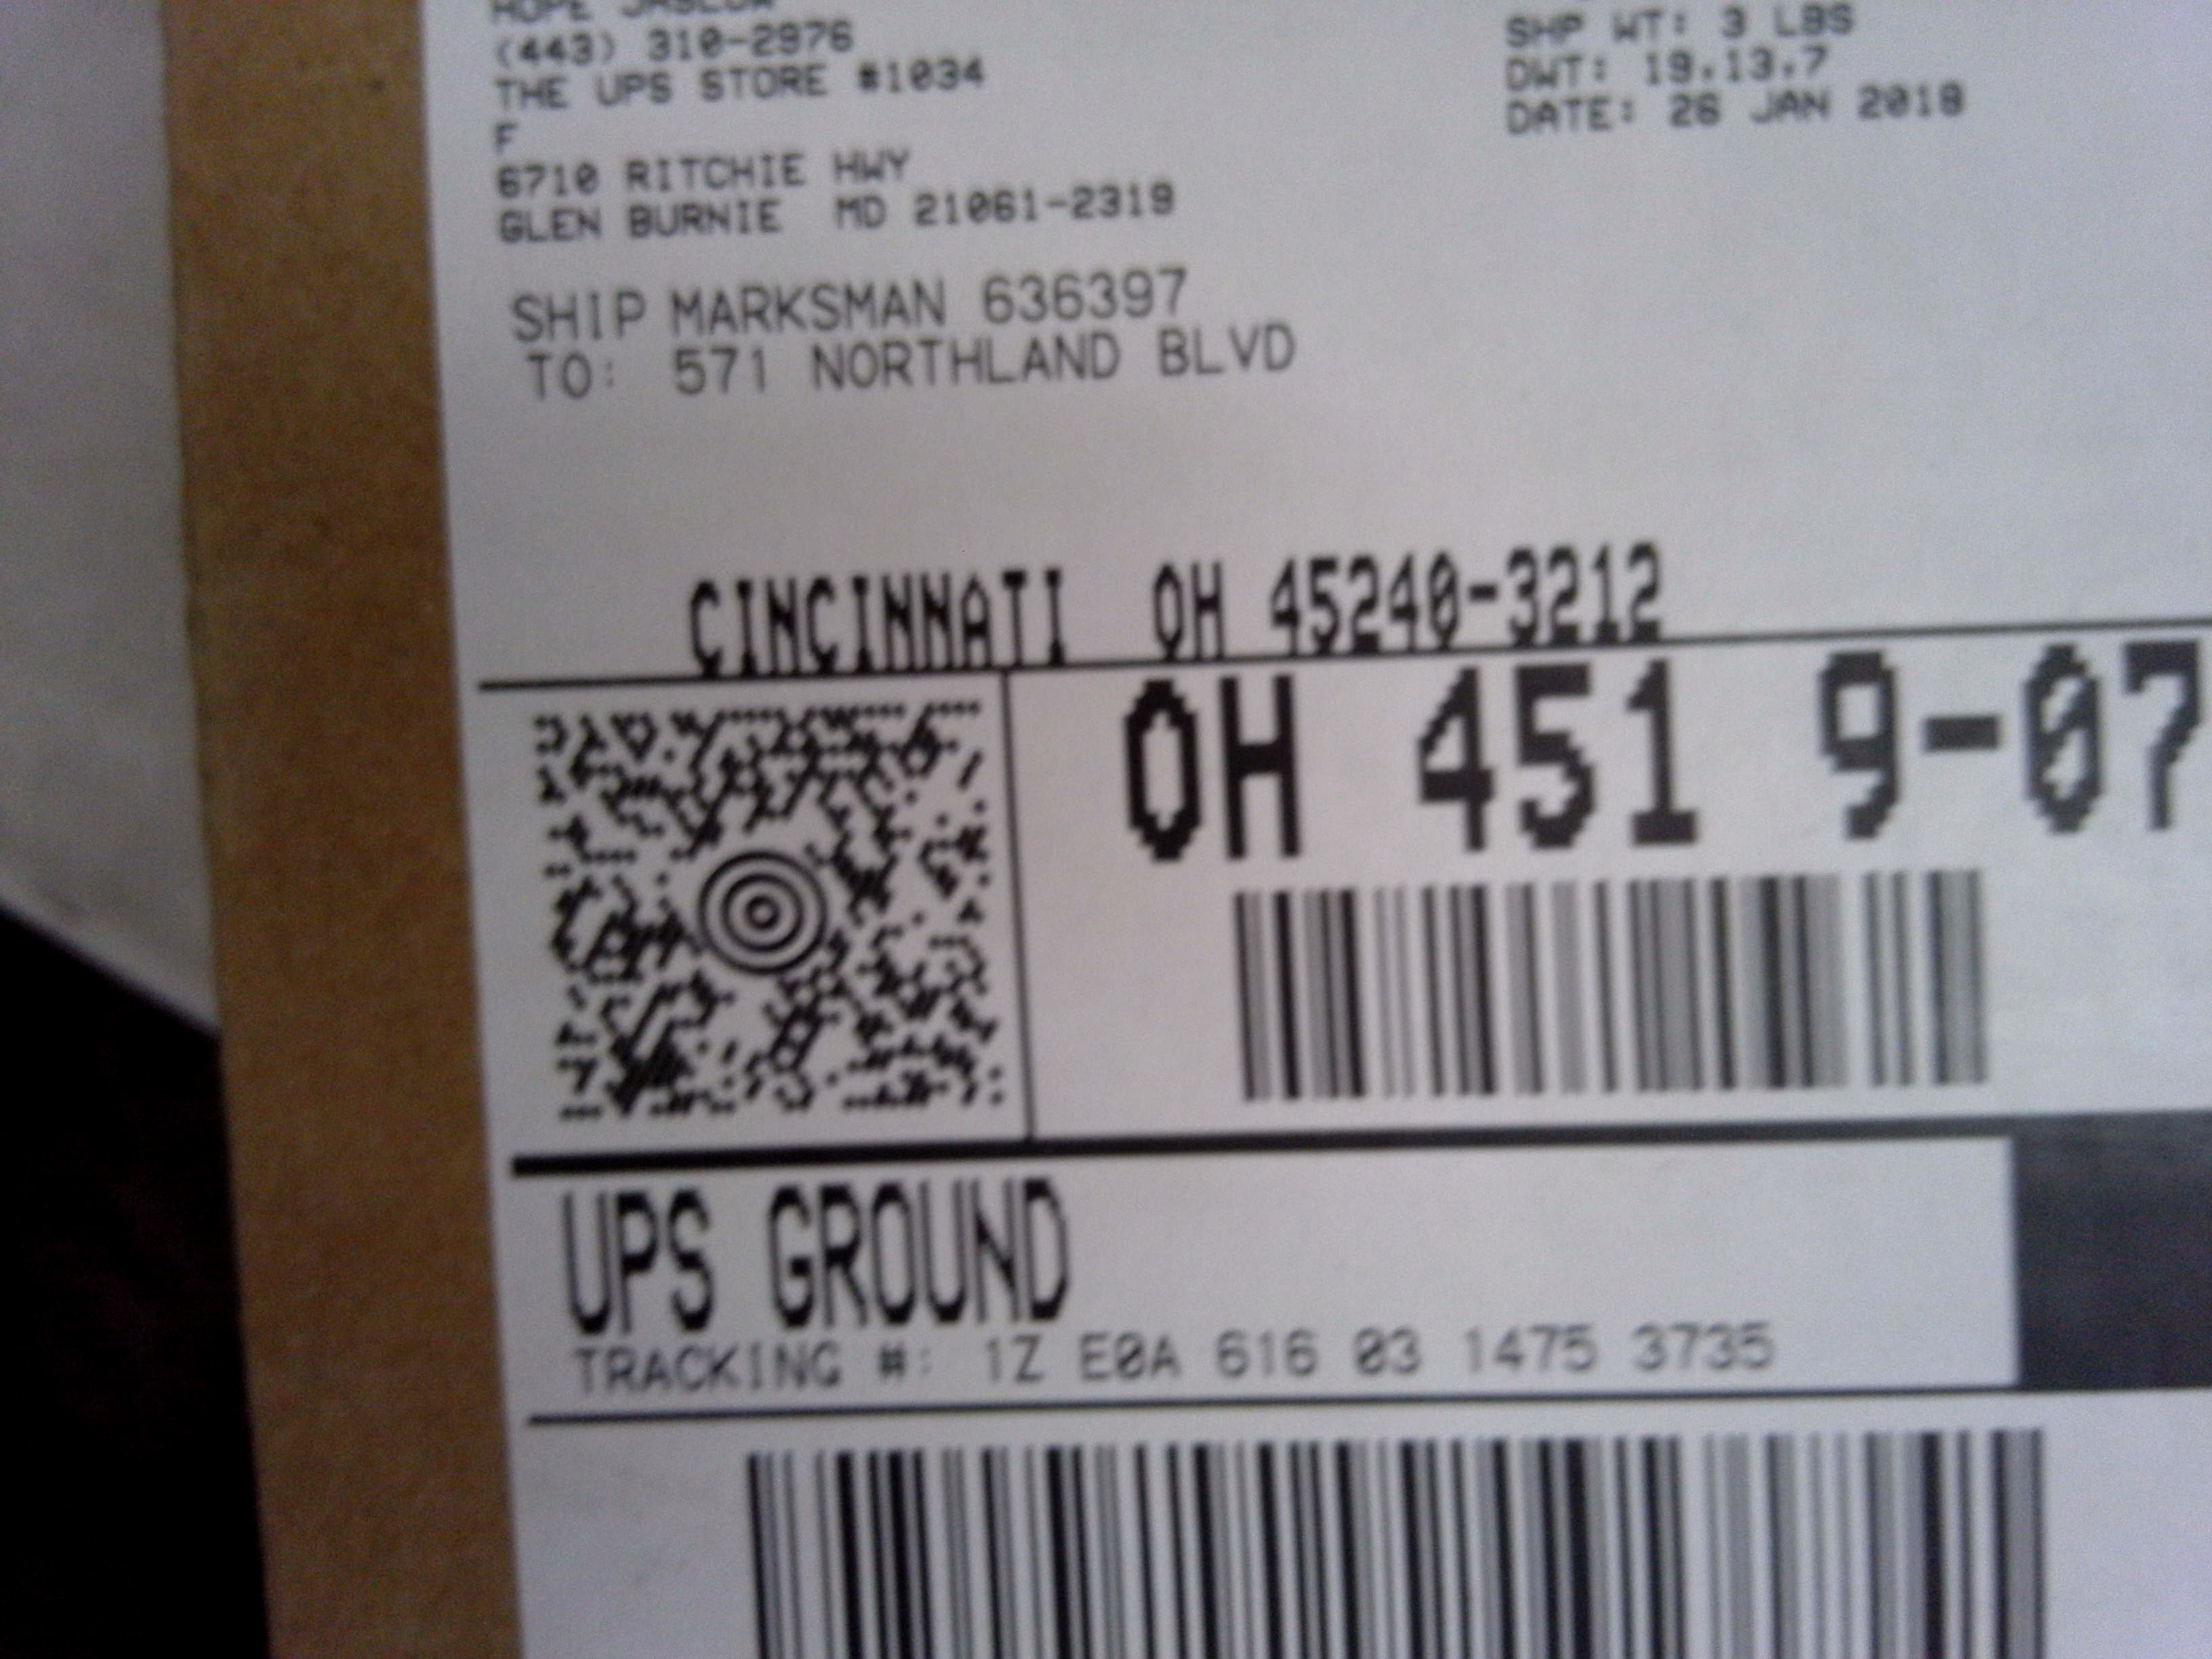 HOPE
(443) 310-2976
THE UPS STORE #1034
F
6710 RITCHIE HWY
GLEN BURNIE MD 21061-2319
SHP WT: 3 LBS
DWT: 19,13,7
DATE: 26 JAN 2018
SHIP MARKSMAN 636397
TO: 571 NORTHLAND BLVD
CINCINNATI OH 45240-3212
OH 451 9-07
UPS GROUND
TRACKING #: 1Z E0A 616 03 1475 3735